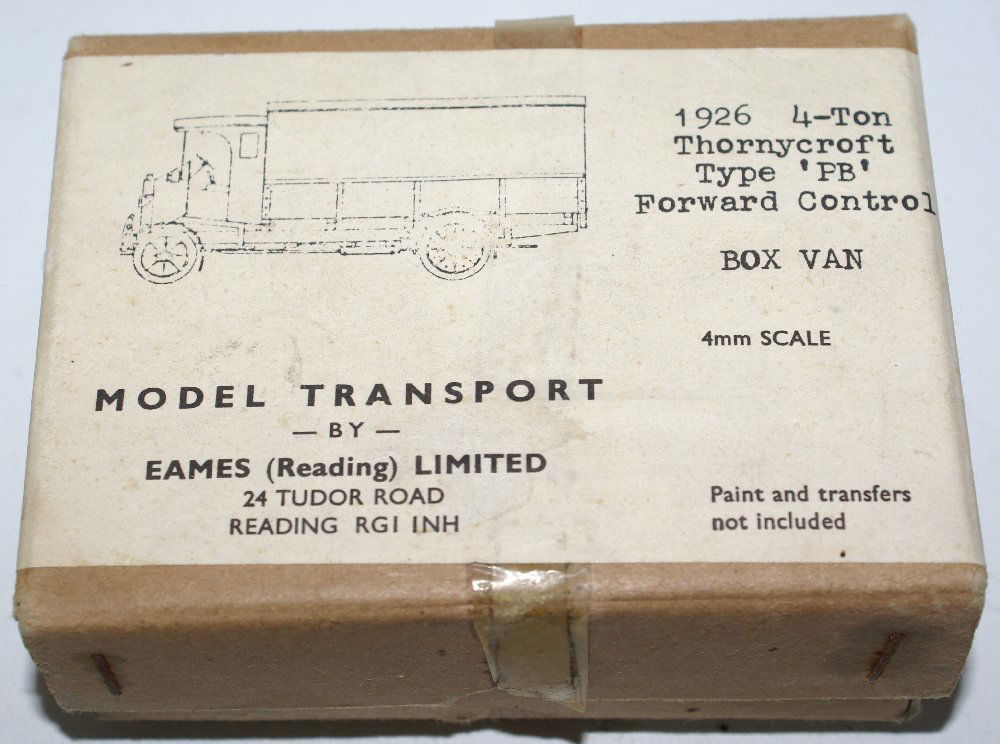 1926 4-Ton
Thornycroft
Type 'PB'
Forward Control
BOX VAN
4mm SCALE
MODEL TRANSPORT
— BY —
EAMES (Reading) LIMITED
24 TUDOR ROAD
READING RG1 1NH
Paint and transfers
not included